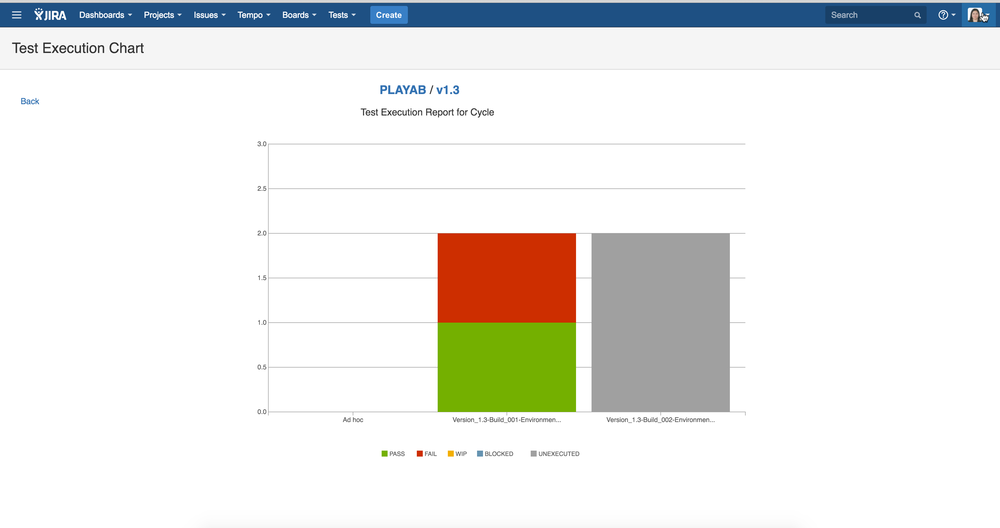 JIRA Dashboards Projects Issues Tempo Boards Tests Create Search ?
Test Execution Chart
PLAYAB / v1.3
Back
Test Execution Report for Cycle
3.0
2.5
2.0
1.5
1.0
0.5
0.0
Ad hoc Version_1.3-Build_001-Environmen... Version_1.3-Build_002-Environmen...
PASS FAIL WIP BLOCKED UNEXECUTED